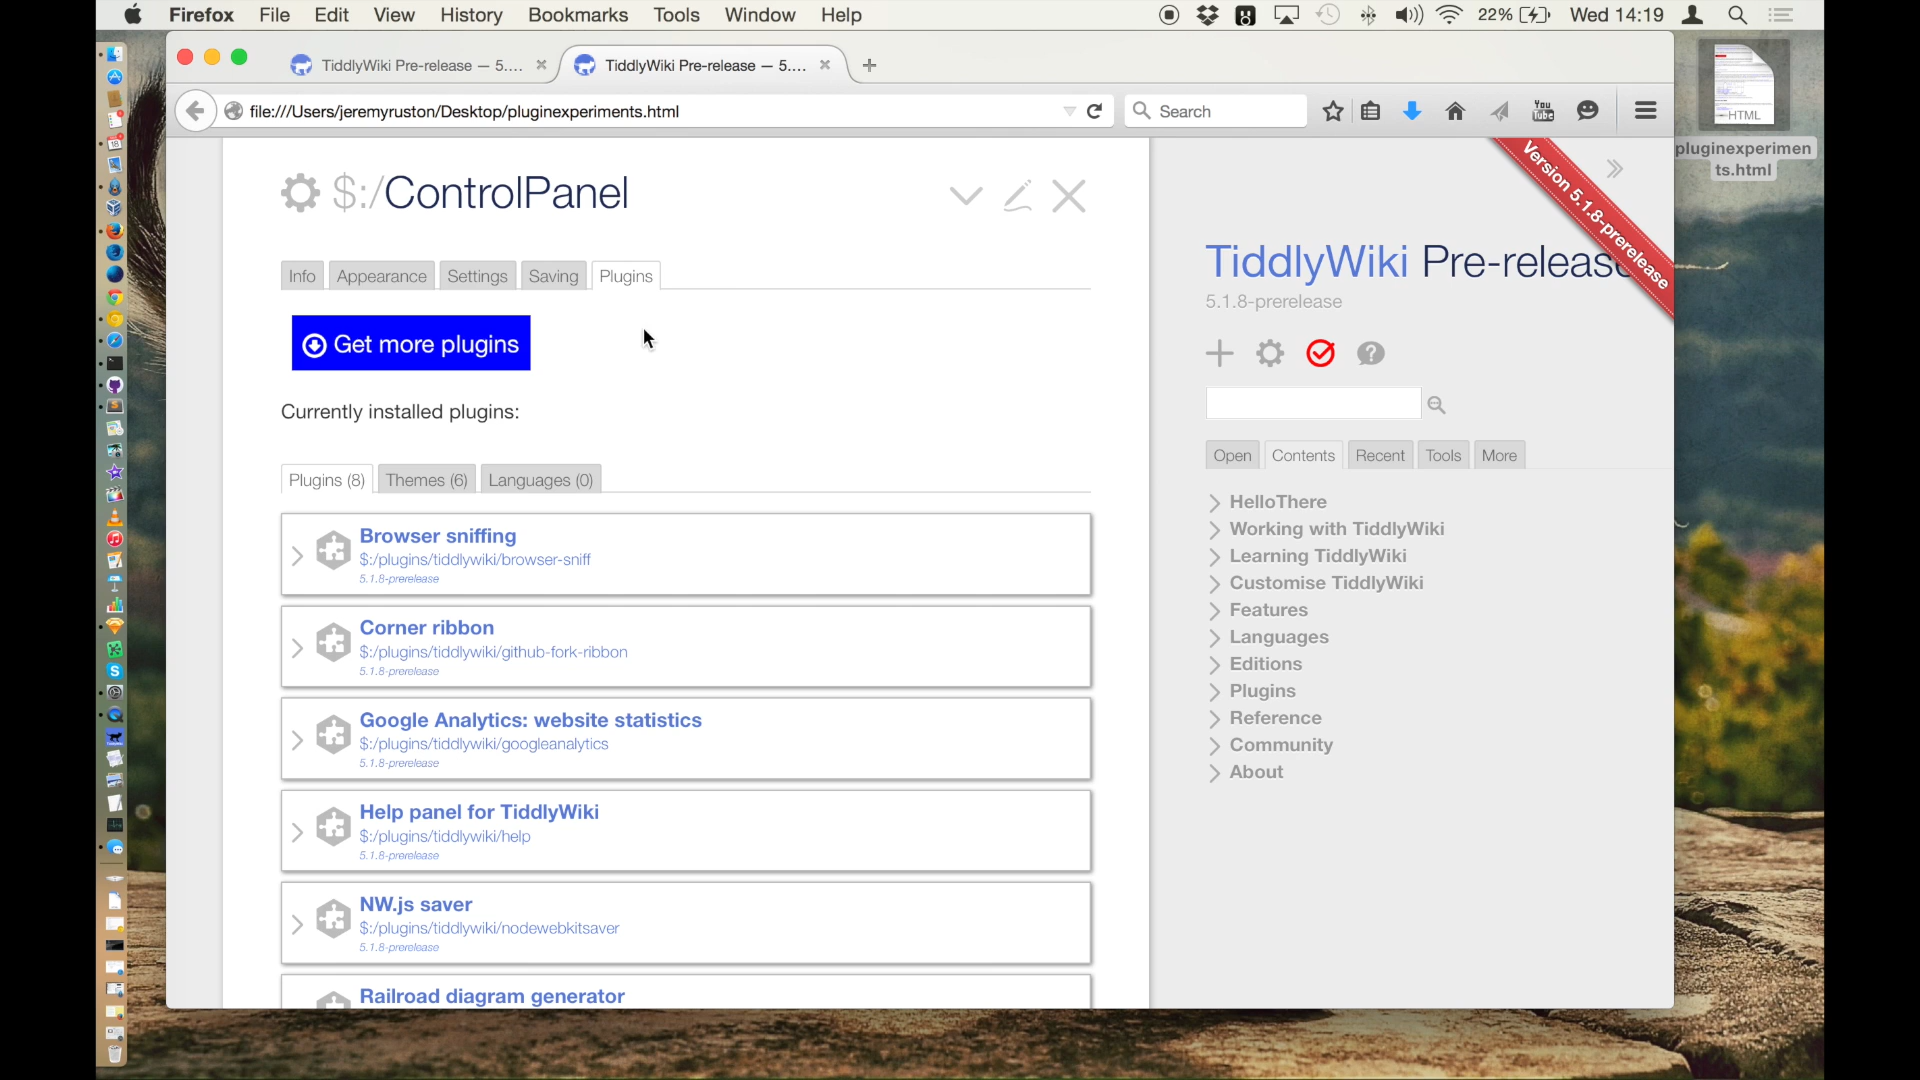 Firefox File Edit View History Bookmarks Tools Window Help
22% Wed 14:19
TiddlyWiki Pre-release — 5....
TiddlyWiki Pre-release — 5....
file:///Users/jeremyruston/Desktop/pluginexperiments.html
Search
You
Tube
HTML
pluginexperimen
ts.html
$:/ControlPanel
Info Appearance Settings Saving Plugins
Get more plugins
Currently installed plugins:
Plugins (8) Themes (6) Languages (0)
Browser sniffing
$:/plugins/tiddlywiki/browser-sniff
5.1.8-prerelease
Corner ribbon
$:/plugins/tiddlywiki/github-fork-ribbon
5.1.8-prerelease
Google Analytics: website statistics
$:/plugins/tiddlywiki/googleanalytics
5.1.8-prerelease
Help panel for TiddlyWiki
$:/plugins/tiddlywiki/help
5.1.8-prerelease
NW.js saver
$:/plugins/tiddlywiki/nodewebkitsaver
5.1.8-prerelease
Railroad diagram generator
Version 5.1.8-prerelease
TiddlyWiki Pre-release
5.1.8-prerelease
Open Contents Recent Tools More
HelloThere
Working with TiddlyWiki
Learning TiddlyWiki
Customise TiddlyWiki
Features
Languages
Editions
Plugins
Reference
Community
About